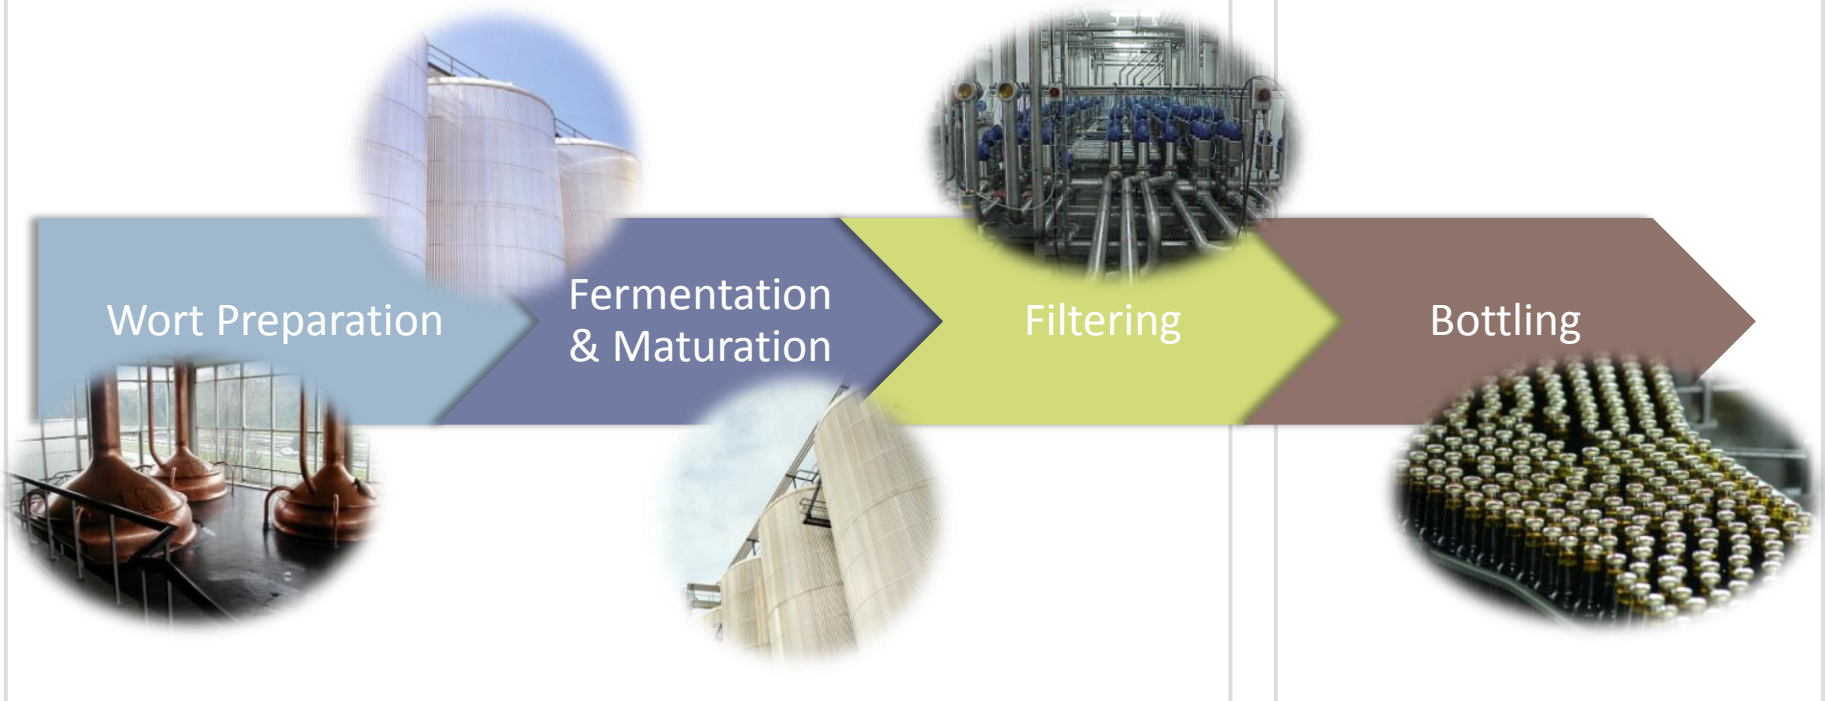 Wort Preparation
Fermentation
& Maturation
Filtering
Bottling